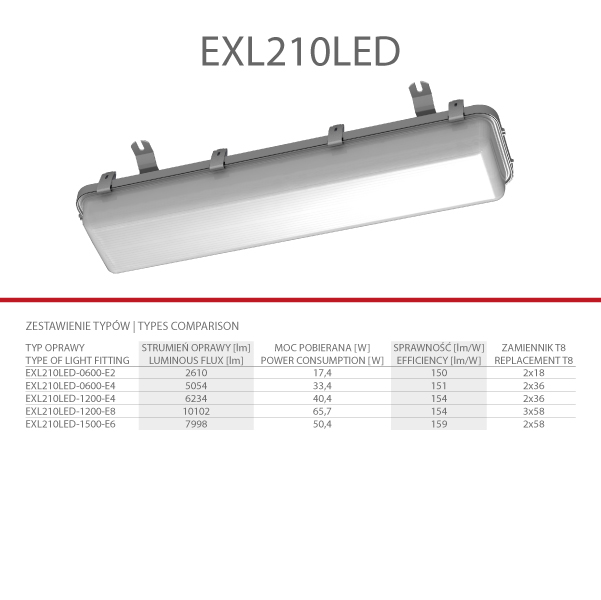 EXL210LED
ZESTAWIENIE TYPÓW | TYPES COMPARISON
TYP OPRAWY STRUMIEŃ OPRAWY [lm] MOC POBIERANA [W] SPRAWNOŚĆ [lm/W] ZAMIENNIK T8
TYPE OF LIGHT FITTING LUMINOUS FLUX [lm] POWER CONSUMPTION [W] EFFICIENCY [lm/W] REPLACEMENT T8
EXL210LED-0600-E2 2610 17,4 150 2x18
EXL210LED-0600-E4 5054 33,4 151 2x36
EXL210LED-1200-E4 6234 40,4 154 2x36
EXL210LED-1200-E8 10102 65,7 154 3x58
EXL210LED-1500-E6 7998 50,4 159 2x58